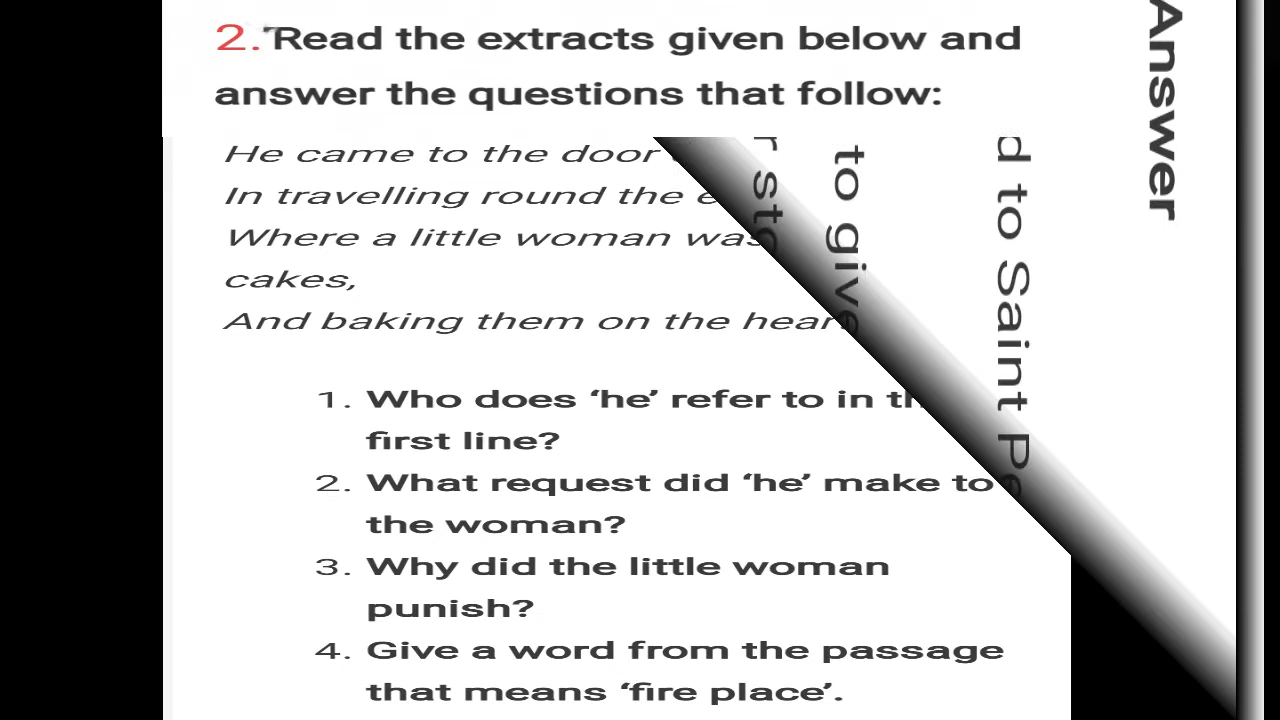 2. Read the extracts given below and
answer the questions that follow:
He came to the door
In travelling round the
Where a little woman was
cakes,
And baking them on the
1. Who does ‘he’ refer to in
first line?
2. What request did ‘he’ make to
the woman?
3. Why did the little woman
punish?
4. Give a word from the passage
that means ‘fire place’.
Answer
to Saint
to give